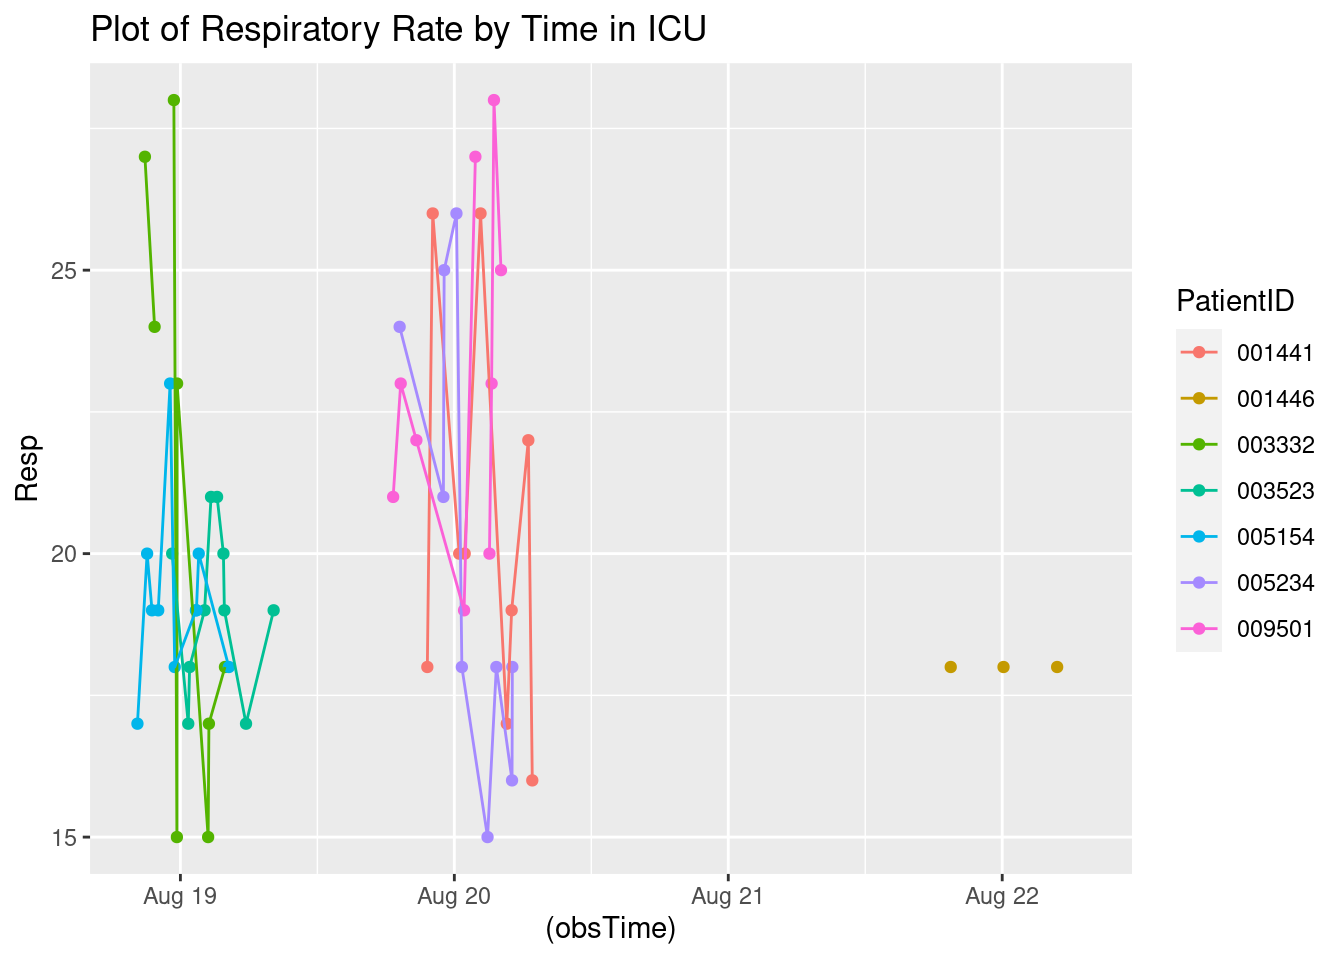 Plot of Respiratory Rate by Time in ICU
Resp
25
20
15
Aug 19
Aug 20
Aug 21
Aug 22
(obsTime)
PatientID
001441
001446
003332
003523
005154
005234
009501